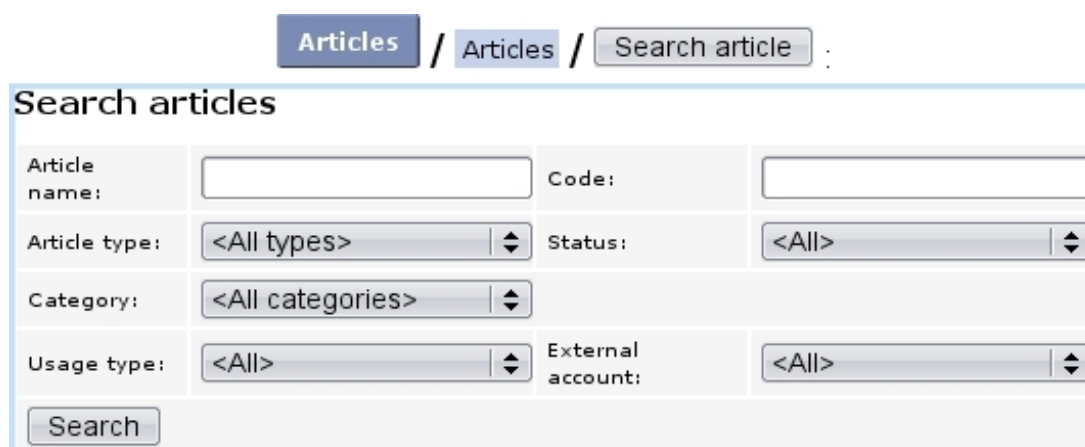 Articles / Articles / Search article :
Search articles
Article name: Code:
Article type: <All types> Status: <All>
Category: <All categories>
Usage type: <All> External account: <All>
Search